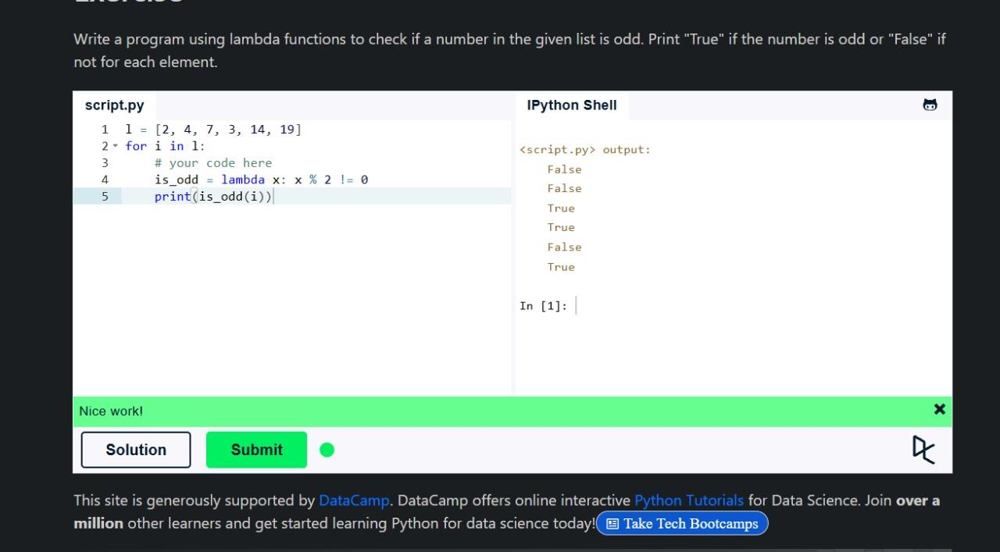 Write a program using lambda functions to check if a number in the given list is odd. Print "True" if the number is odd or "False" if
not for each element.
script.py
1 l = [2, 4, 7, 3, 14, 19]
2 for i in l:
3 # your code here
4 is_odd = lambda x: x % 2 != 0
5 print(is_odd(i))
IPython Shell
<script.py> output:
False
False
True
True
False
True
In [1]:
Nice work!
Solution
Submit
This site is generously supported by DataCamp. DataCamp offers online interactive Python Tutorials for Data Science. Join over a
million other learners and get started learning Python for data science today! Take Tech Bootcamps